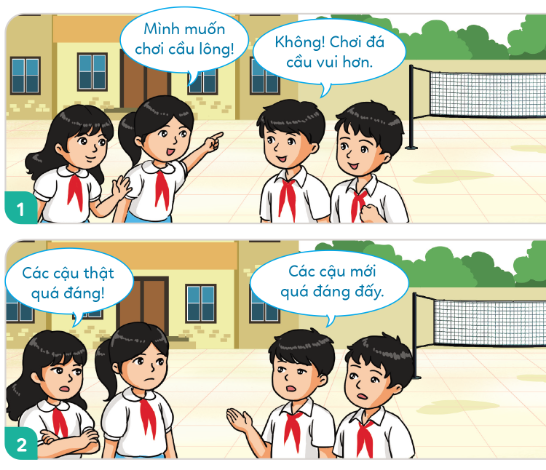 Mình muốn
chơi cầu lông!
Không! Chơi đá
cầu vui hơn.
1
Các cậu thật
quá đáng!
Các cậu mới
quá đáng đấy.
2